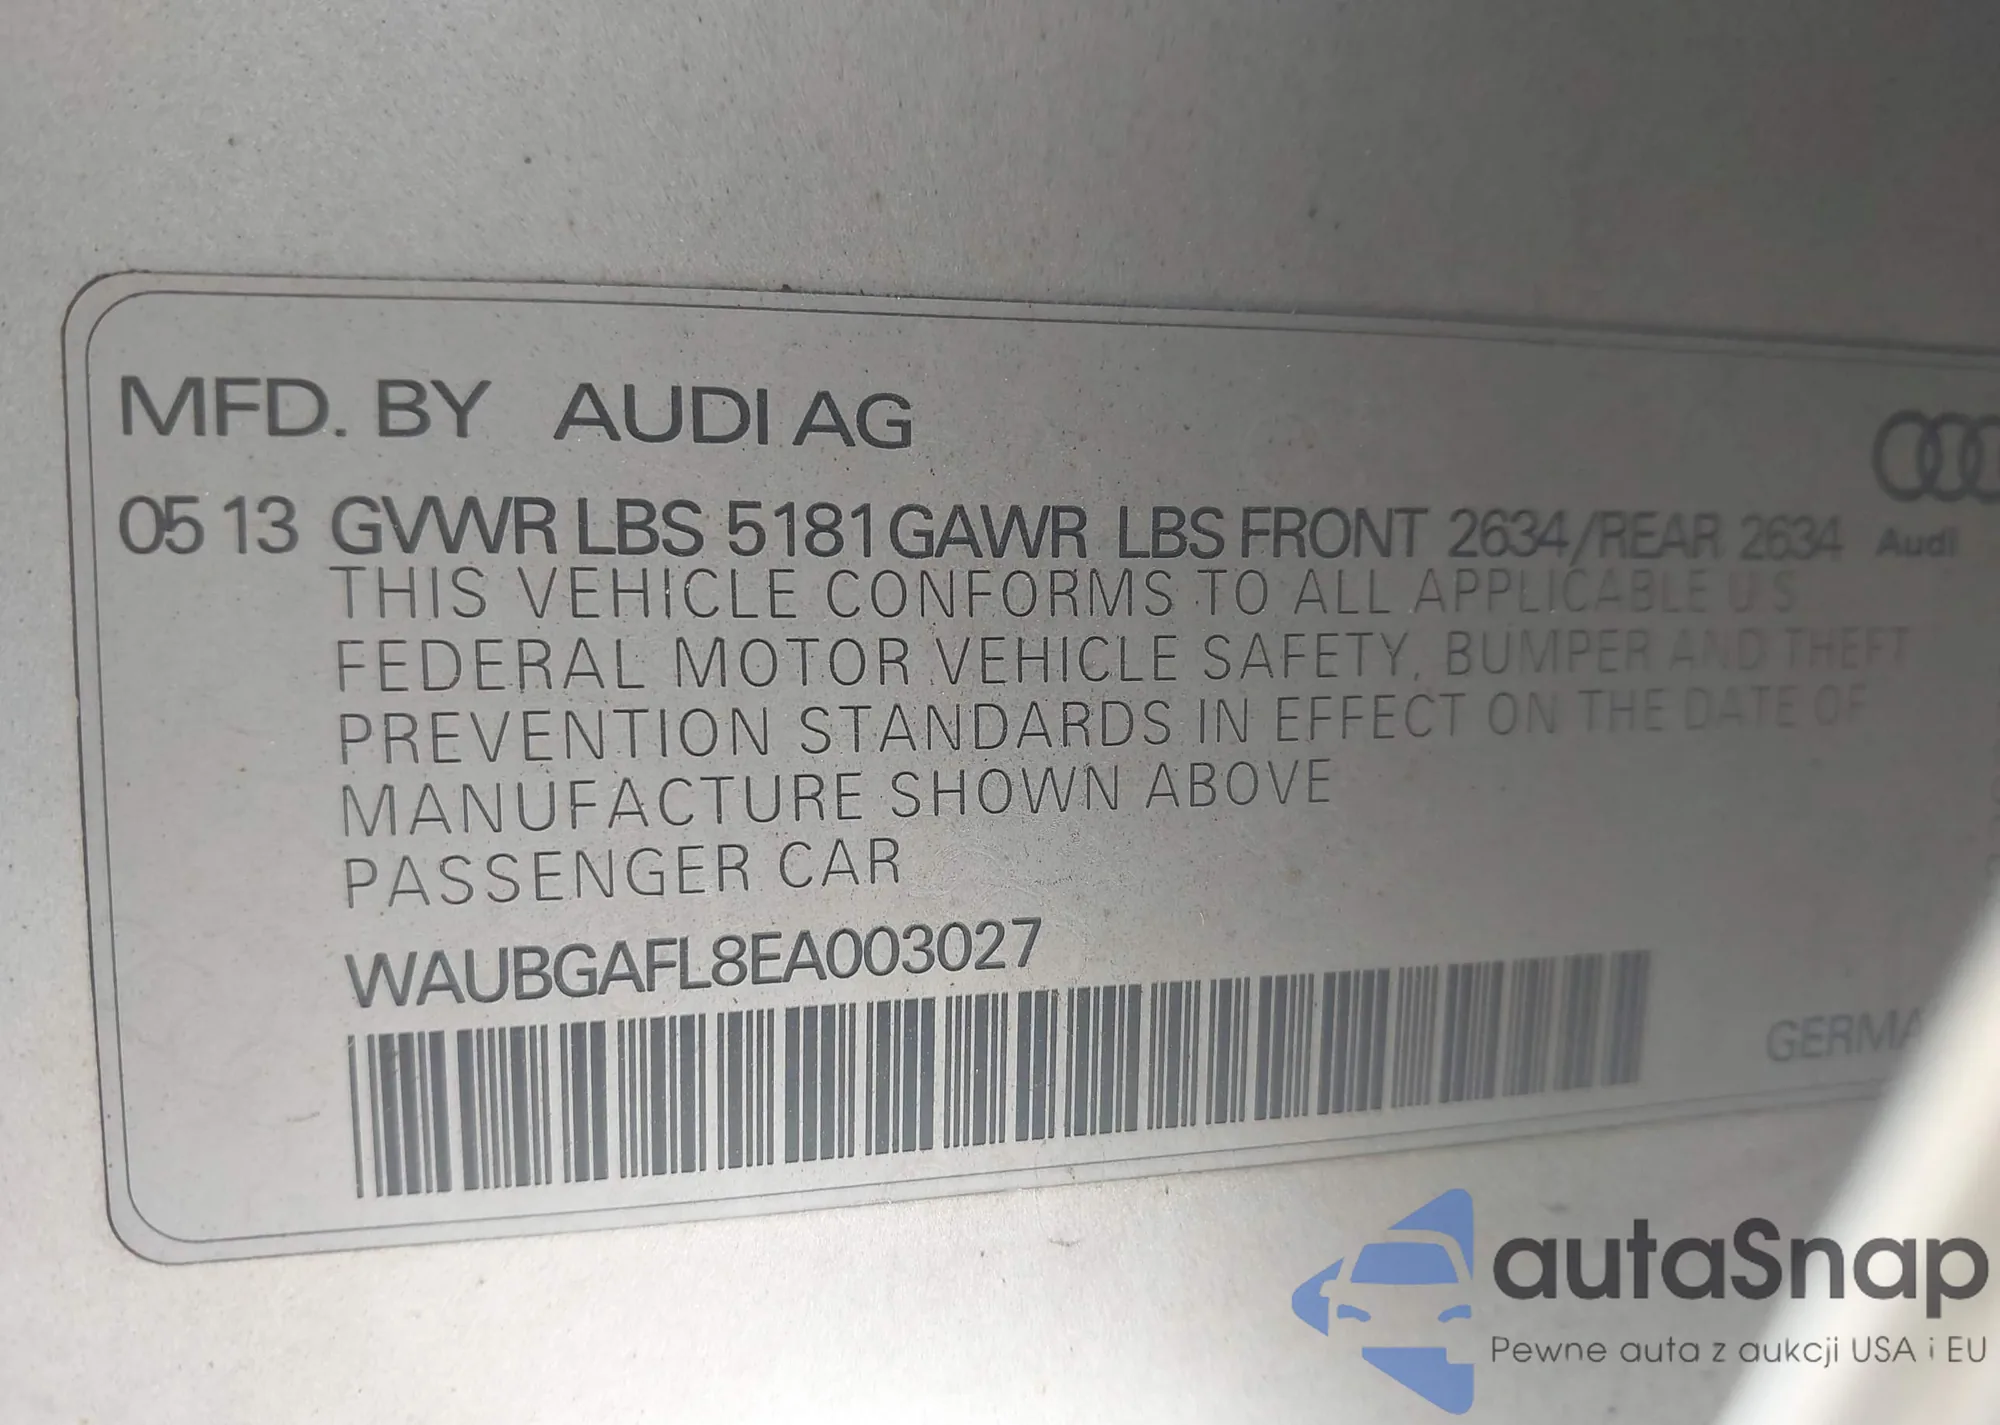 MFD. BY AUDI AG
05 13 GVWR LBS 5181 GAWR LBS FRONT 2634/REAR 2634 Audi
THIS VEHICLE CONFORMS TO ALL APPLICABLE U S
FEDERAL MOTOR VEHICLE SAFETY, BUMPER AND THEFT
PREVENTION STANDARDS IN EFFECT ON THE DATE OF
MANUFACTURE SHOWN ABOVE
PASSENGER CAR
WAUBGAFL8EA003027
GERMA
autaSnap
Pewne auta z aukcji USA i EU